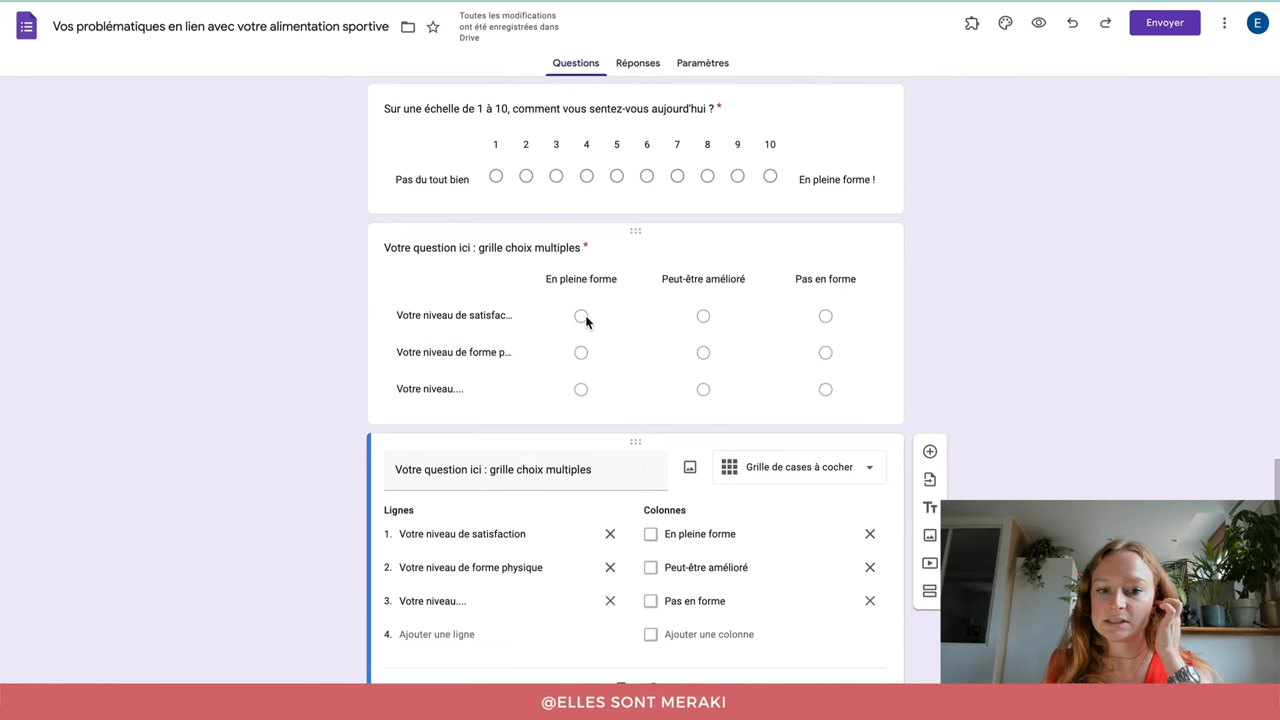 Vos problématiques en lien avec votre alimentation sportive
Toutes les modifications
ont été enregistrées dans
Drive
Envoyer
E
Questions
Réponses
Paramètres
Sur une échelle de 1 à 10, comment vous sentez-vous aujourd'hui ? *
1 2 3 4 5 6 7 8 9 10
Pas du tout bien
En pleine forme !
Votre question ici : grille choix multiples *
En pleine forme
Peut-être amélioré
Pas en forme
Votre niveau de satisfac...
Votre niveau de forme p...
Votre niveau....
Votre question ici : grille choix multiples
Grille de cases à cocher
Lignes
Colonnes
1. Votre niveau de satisfaction
En pleine forme
2. Votre niveau de forme physique
Peut-être amélioré
3. Votre niveau....
Pas en forme
4. Ajouter une ligne
Ajouter une colonne
Tт
@ELLES SONT MERAKI